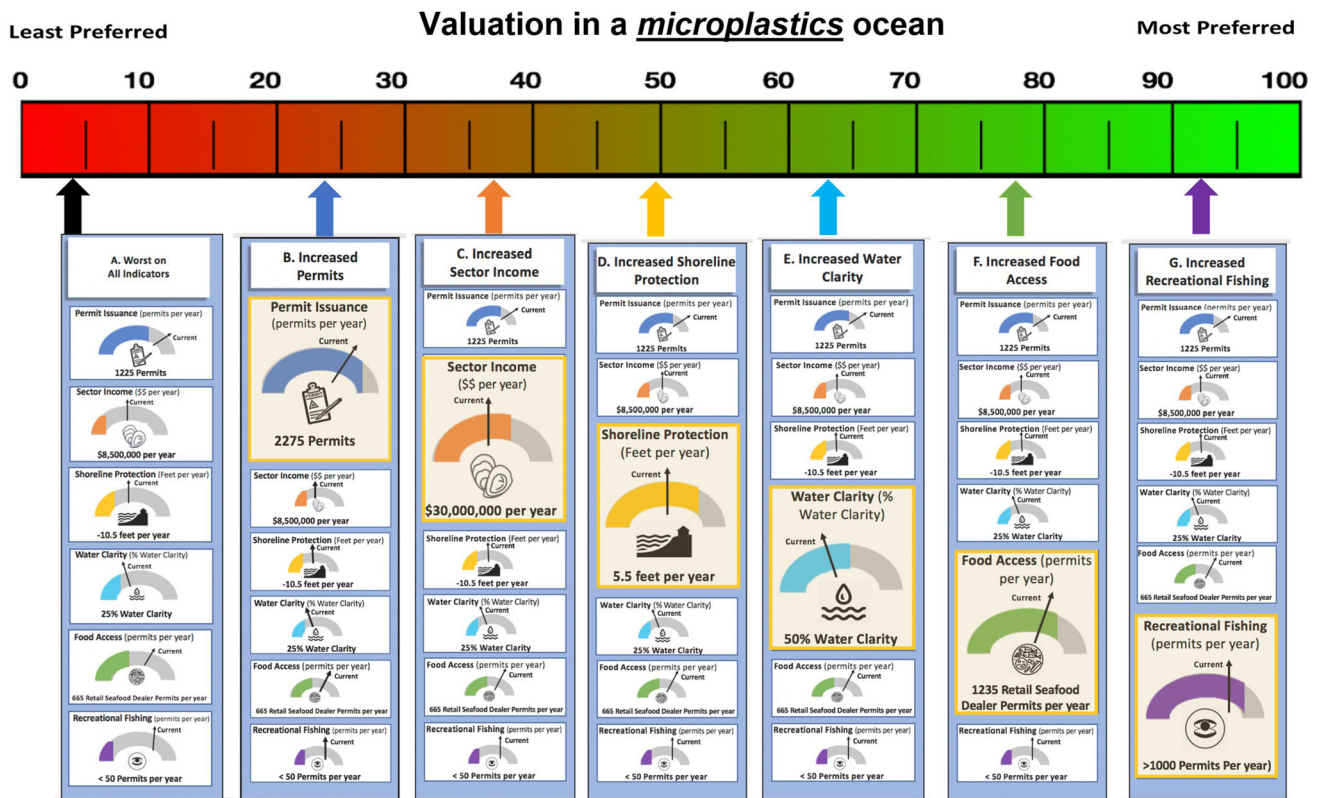 Valuation in a microplastics ocean
Least Preferred
Most Preferred
0 10 20 30 40 50 60 70 80 90 100
A. Worst on
All Indicators
Permit Issuance (permits per year)
Current
1225 Permits
Sector Income ($$ per year)
Current
$8,500,000 per year
Shoreline Protection (Feet per year)
Current
-10.5 feet per year
Water Clarity (% Water Clarity)
Current
25% Water Clarity
Food Access (permits per year)
Current
665 Retail Seafood Dealer Permits per year
Recreational Fishing (permits per year)
Current
< 50 Permits per year
B. Increased
Permits
Permit Issuance
(permits per year)
Current
PERMIT
2275 Permits
Sector Income ($$ per year)
Current
$8,500,000 per year
Shoreline Protection (Feet per year)
Current
-10.5 feet per year
Water Clarity (% Water Clarity)
Current
25% Water Clarity
Food Access (permits per year)
Current
665 Retail Seafood Dealer Permits per year
Recreational Fishing (permits per year)
Current
< 50 Permits per year
C. Increased
Sector Income
Permit Issuance (permits per year)
Current
1225 Permits
Sector Income
($$ per year)
Current
$30,000,000 per year
Shoreline Protection (Feet per year)
Current
-10.5 feet per year
Water Clarity (% Water Clarity)
Current
25% Water Clarity
Food Access (permits per year)
Current
665 Retail Seafood Dealer Permits per year
Recreational Fishing (permits per year)
Current
< 50 Permits per year
D. Increased Shoreline
Protection
Permit Issuance (permits per year)
Current
1225 Permits
Sector Income ($$ per year)
Current
$8,500,000 per year
Shoreline Protection
(Feet per year)
Current
5.5 feet per year
Water Clarity (% Water Clarity)
Current
25% Water Clarity
Food Access (permits per year)
Current
665 Retail Seafood Dealer Permits per year
Recreational Fishing (permits per year)
Current
< 50 Permits per year
E. Increased Water
Clarity
Permit Issuance (permits per year)
Current
1225 Permits
Sector Income ($$ per year)
Current
$8,500,000 per year
Shoreline Protection (Feet per year)
Current
-10.5 feet per year
Water Clarity (%
Water Clarity)
Current
50% Water Clarity
Food Access (permits per year)
Current
665 Retail Seafood Dealer Permits per year
Recreational Fishing (permits per year)
Current
< 50 Permits per year
F. Increased Food
Access
Permit Issuance (permits per year)
Current
1225 Permits
Sector Income ($$ per year)
Current
$8,500,000 per year
Shoreline Protection (Feet per year)
Current
-10.5 feet per year
Water Clarity (% Water Clarity)
Current
25% Water Clarity
Food Access (permits
per year)
Current
1235 Retail Seafood
Dealer Permits per year
Recreational Fishing (permits per year)
Current
< 50 Permits per year
G. Increased
Recreational Fishing
Permit Issuance (permits per year)
Current
1225 Permits
Sector Income ($$ per year)
Current
$8,500,000 per year
Shoreline Protection (Feet per year)
Current
-10.5 feet per year
Water Clarity (% Water Clarity)
Current
25% Water Clarity
Food Access (permits per year)
Current
665 Retail Seafood Dealer Permits per year
Recreational Fishing
(permits per year)
Current
>1000 Permits Per year)